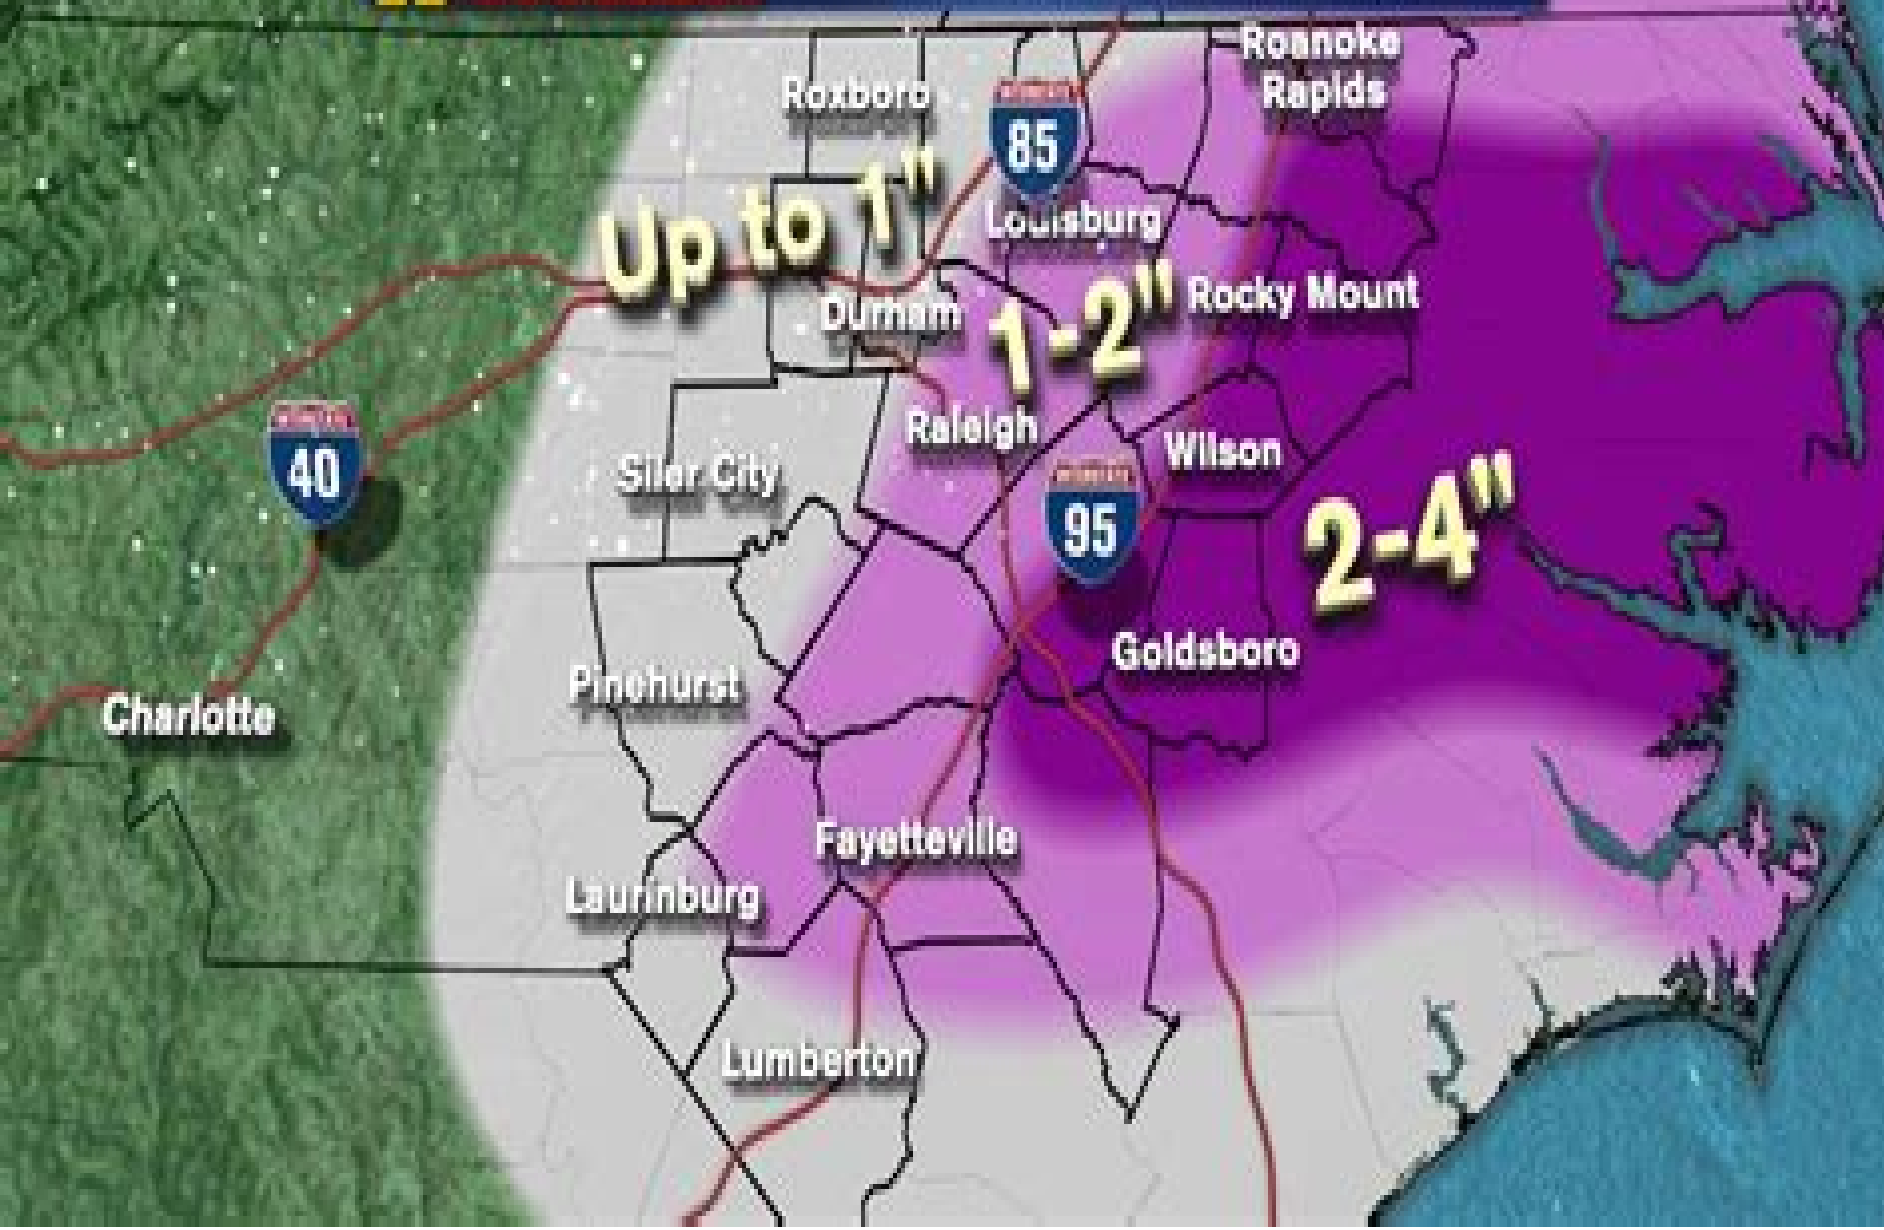 Roanoke
Rapids
Roxboro
85
Up to 1"
Louisburg
1-2"
Rocky Mount
Durham
40
Raleigh
Wilson
Siler City
95
2-4"
Goldsboro
Pinehurst
Charlotte
Fayetteville
Laurinburg
Lumberton